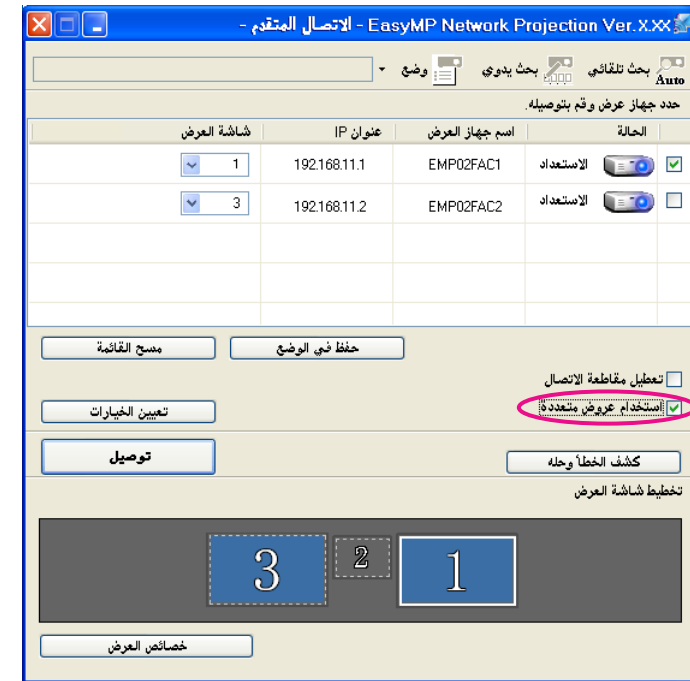 EasyMP Network Projection Ver.X.XX - الاتصال المتقدم -
بحث تلقائي Auto بحث يدوي وضع
حدد جهاز عرض وقم بتوصيله.
الحالة اسم جهاز العرض عنوان IP شاشة العرض
الاستعداد EMP02FAC1 192.168.11.1 1
الاستعداد EMP02FAC2 192.168.11.2 3
حفظ في الوضع مسح القائمة
تعطيل مقاطعة الاتصال
استخدام عروض متعددة تعيين الخيارات
كشف الخطأ وحله توصيل
تخطيط شاشة العرض
1 2 3
خصائص العرض